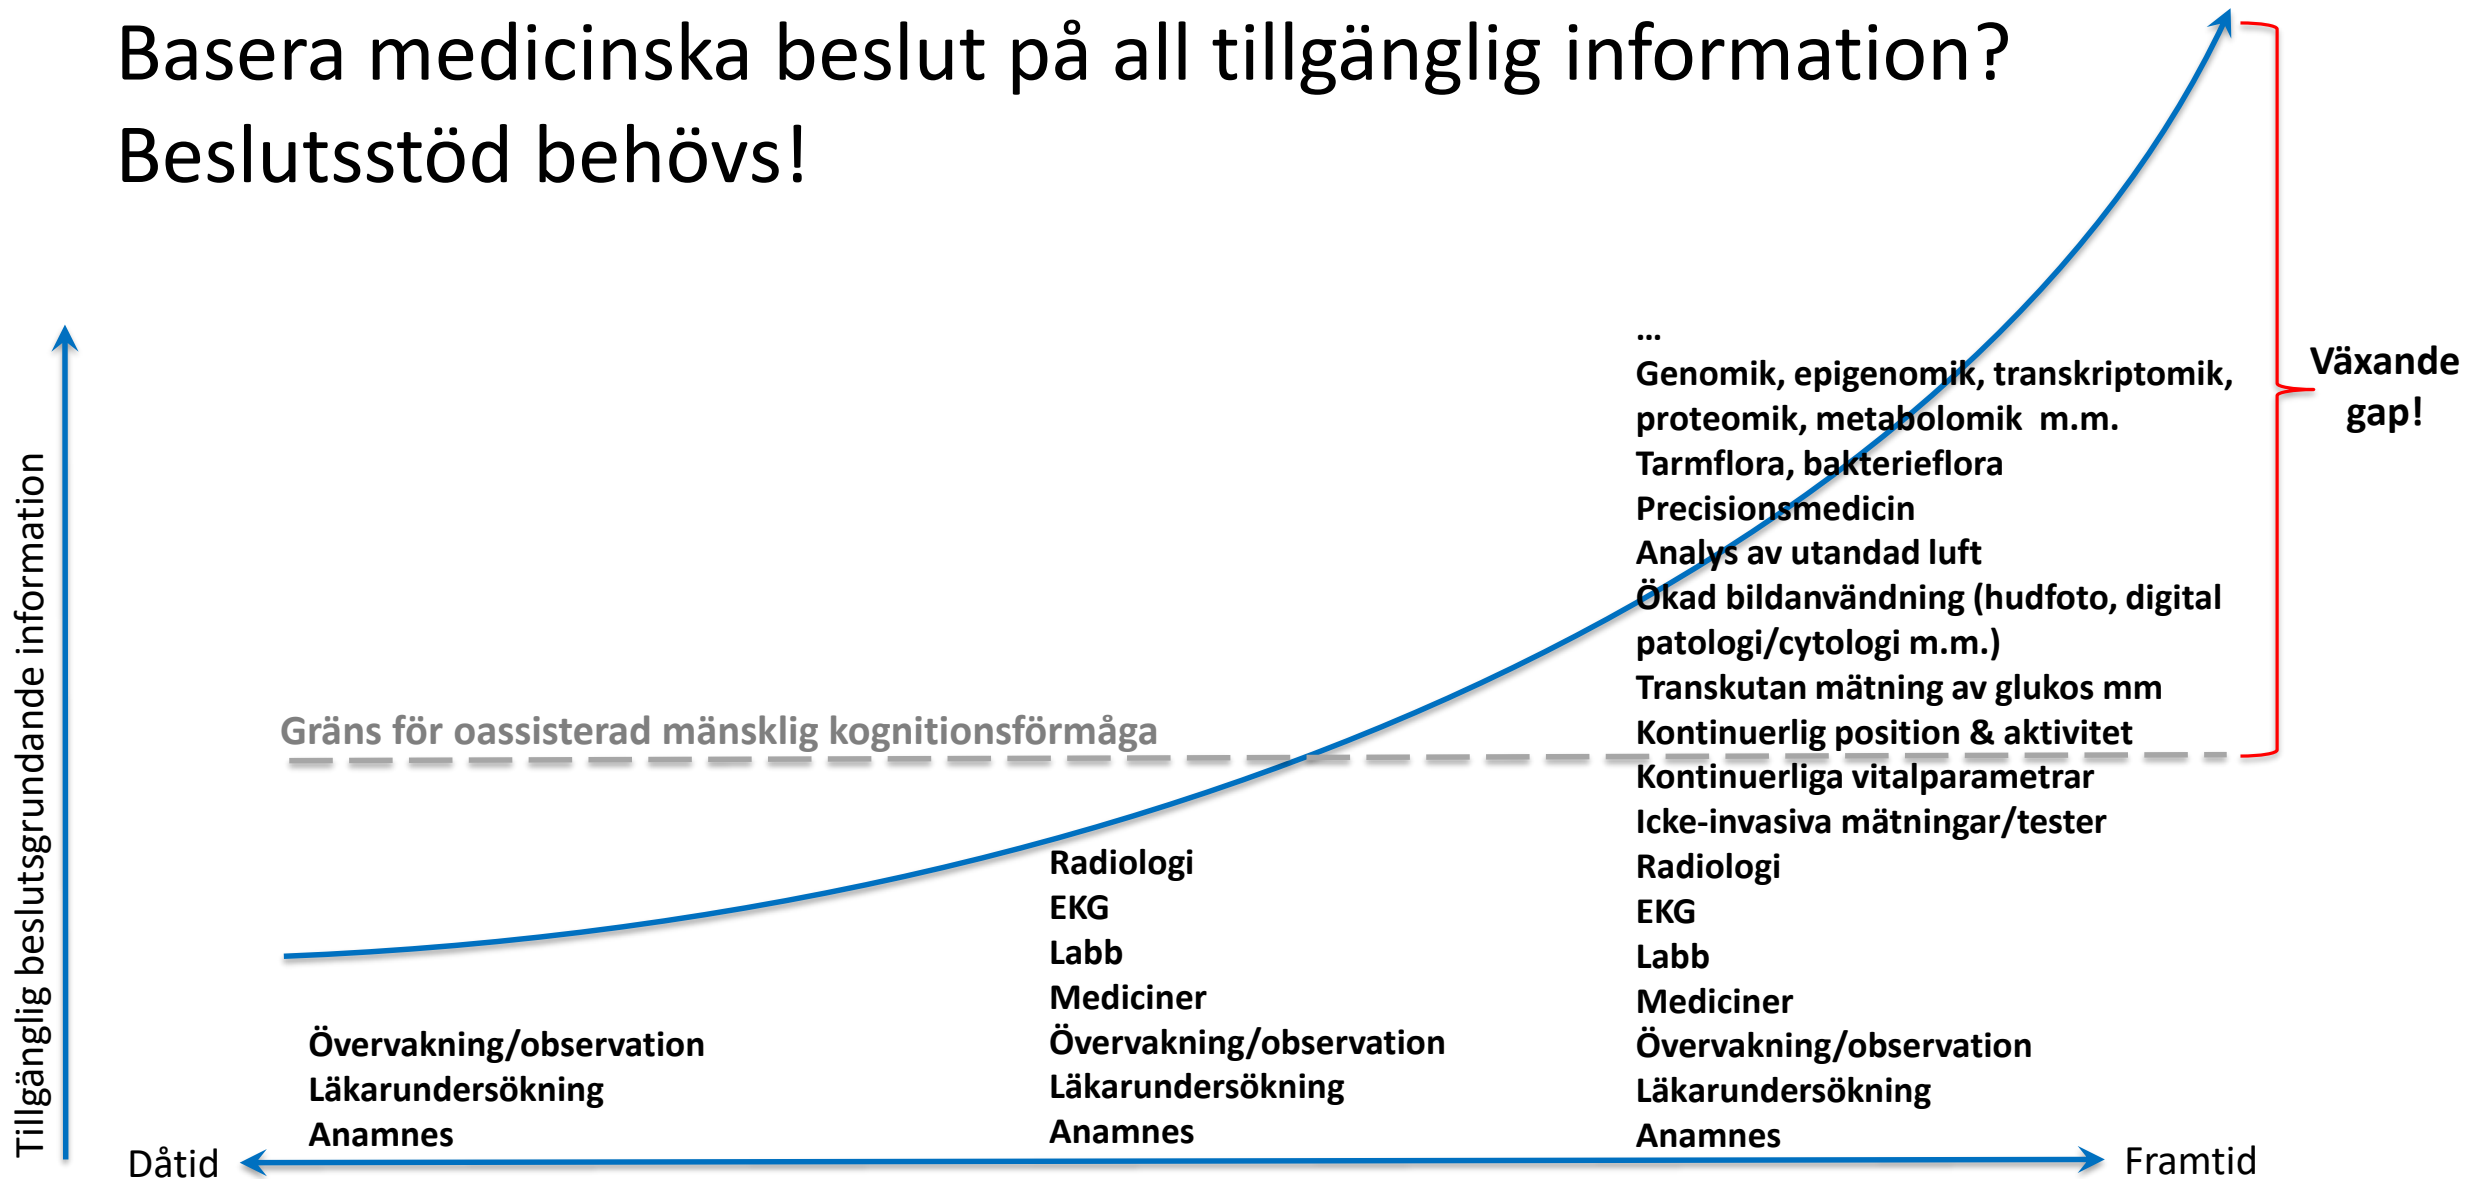 Basera medicinska beslut på all tillgänglig information?
Beslutsstöd behövs!
Tillgänglig beslutsgrundande information
Gräns för oassisterad mänsklig kognitionsförmåga
Övervakning/observation
Läkarundersökning
Anamnes
Radiologi
EKG
Labb
Mediciner
Övervakning/observation
Läkarundersökning
Anamnes
...
Genomik, epigenomik, transkriptomik,
proteomik, metabolomik  m.m.
Tarmflora, bakterieflora
Precisionsmedicin
Analys av utandad luft
Ökad bildanvändning (hudfoto, digital
patologi/cytologi m.m.)
Transkutan mätning av glukos mm
Kontinuerlig position & aktivitet
Kontinuerliga vitalparametrar
Icke-invasiva mätningar/tester
Radiologi
EKG
Labb
Mediciner
Övervakning/observation
Läkarundersökning
Anamnes
Växande
gap!
Dåtid
Framtid